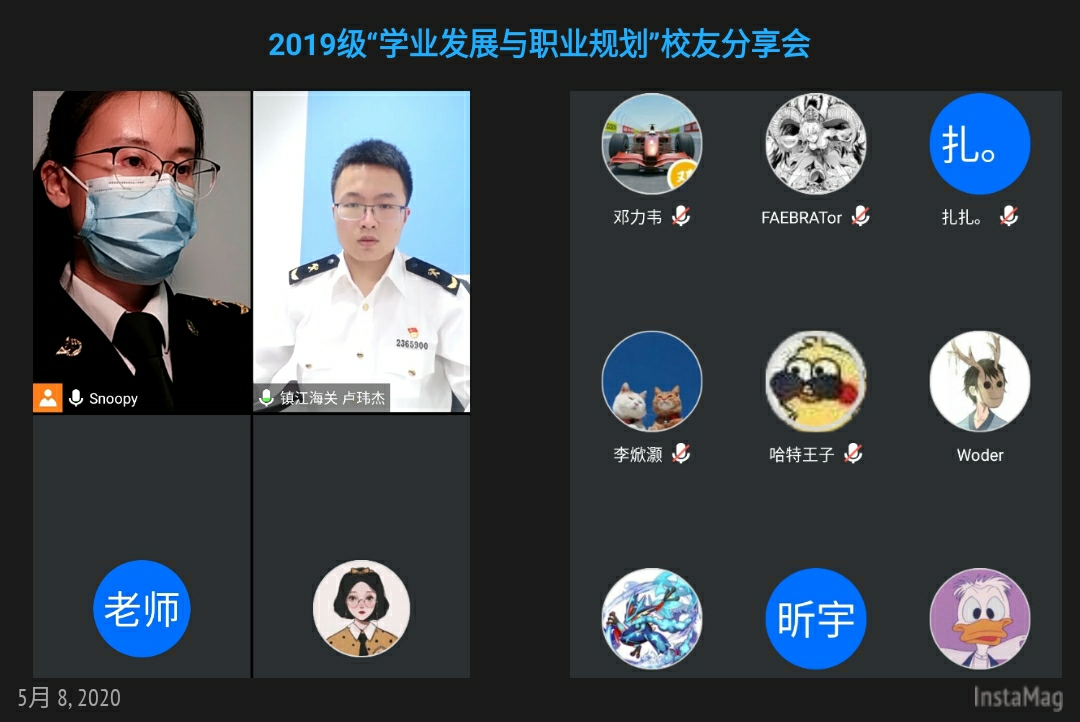 2019级“学业发展与职业规划”校友分享会
Snoopy
2365900
镇江海关 卢玮杰
老师
扎。
邓力韦
FAEBRATor
扎扎。
李焮灏
哈特王子
Woder
昕宇
5月 8, 2020
InstaMag